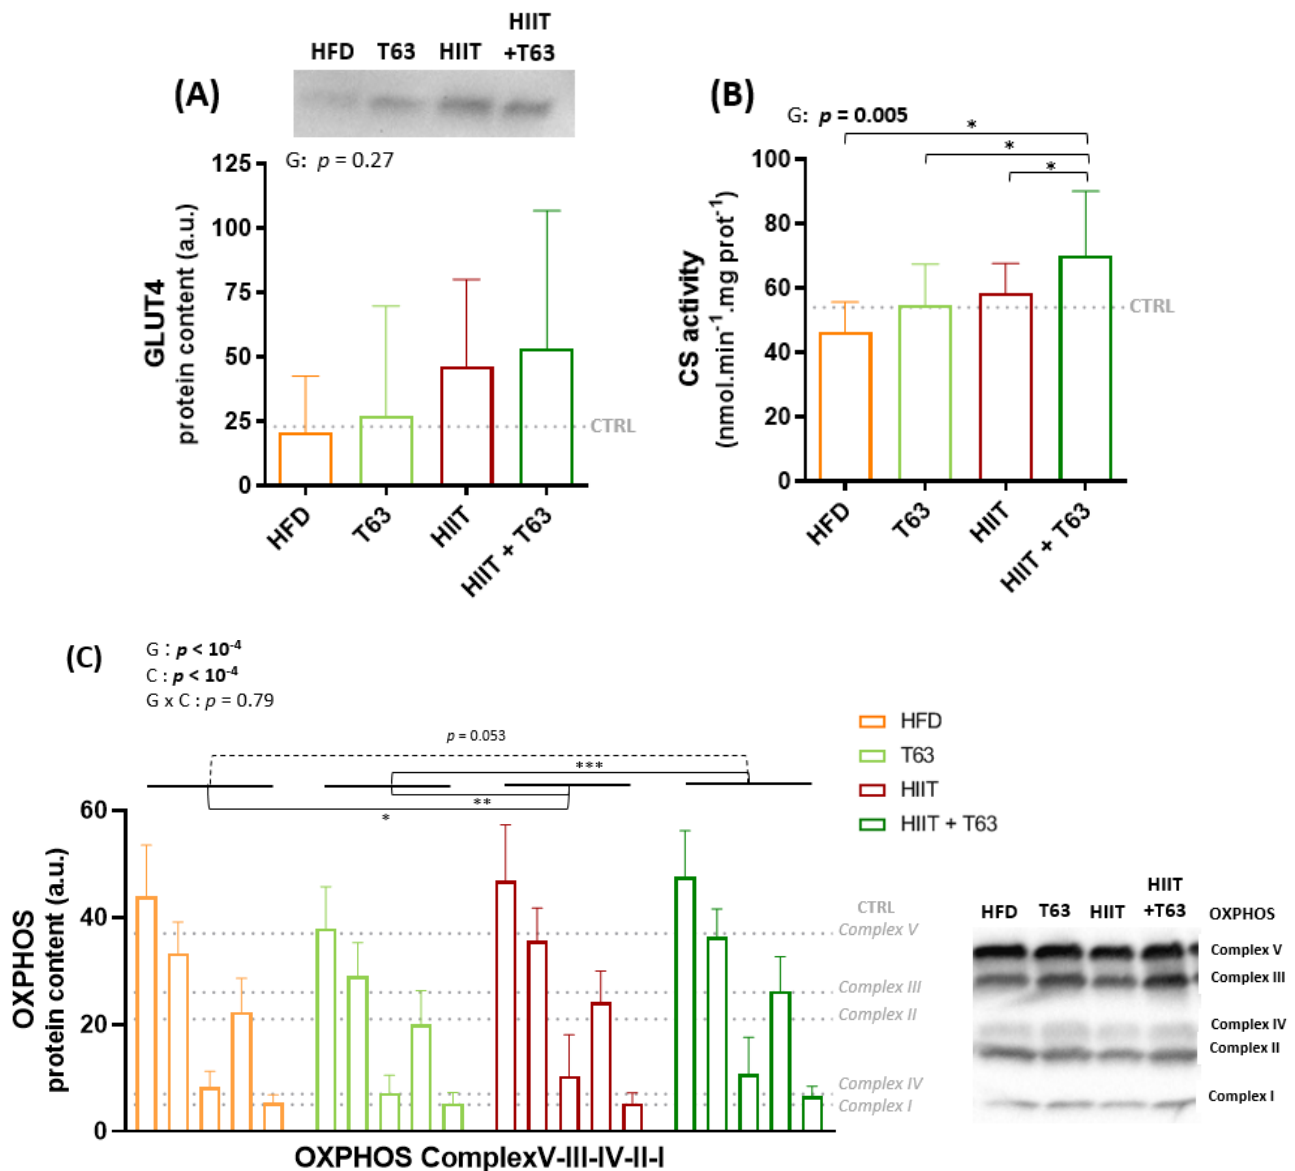 HFD T63 HIIT HIIT +T63
(A)
G: p = 0.27
125
100
75
50
25
0
GLUT4
protein content (a.u.)
CTRL
HFD T63 HIIT HIIT + T63
(B)
G: p = 0.005
*
*
*
100
80
60
40
20
0
CS activity
(nmol.min⁻¹.mg prot⁻¹)
CTRL
HFD T63 HIIT HIIT + T63
(C)
G : p < 10⁻⁴
C : p < 10⁻⁴
G x C : p = 0.79
p = 0.053
***
**
*
60
40
20
0
OXPHOS
protein content (a.u.)
CTRL
Complex V
Complex III
Complex II
Complex IV
Complex I
OXPHOS ComplexV-III-IV-II-I
HFD
T63
HIIT
HIIT + T63
HFD T63 HIIT HIIT +T63 OXPHOS
Complex V
Complex III
Complex IV
Complex II
Complex I